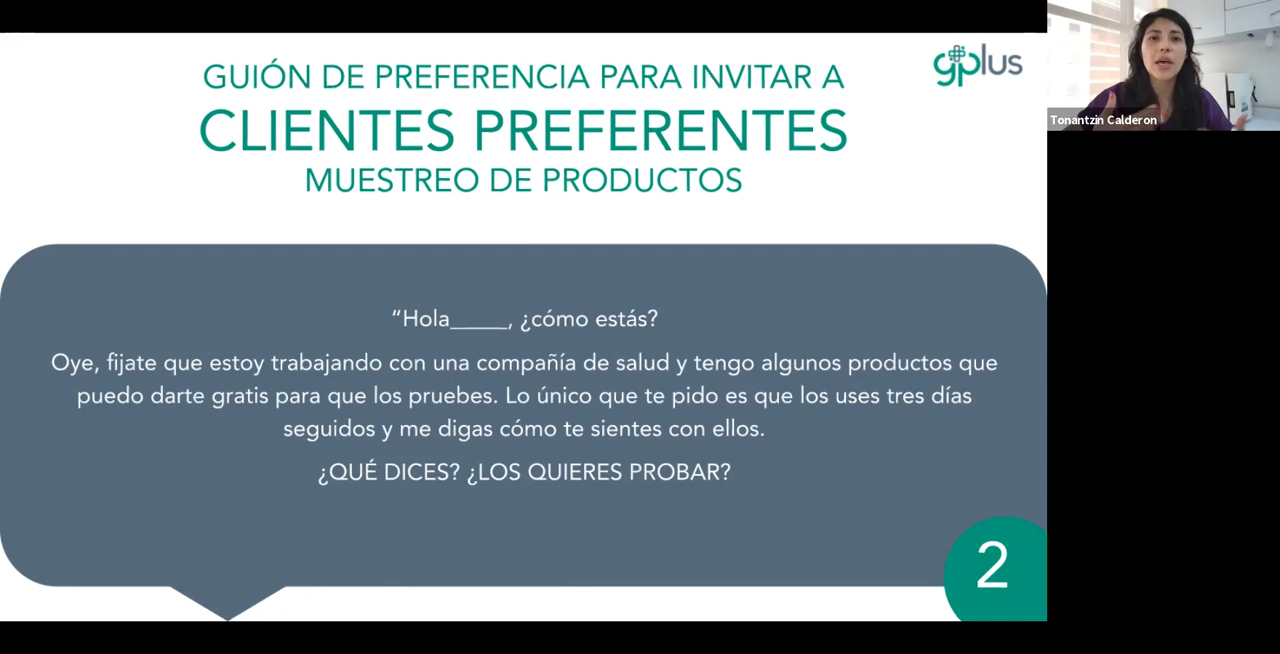 GUIÓN DE PREFERENCIA PARA INVITAR A
CLIENTES PREFERENTES
MUESTREO DE PRODUCTOS
gplus
Tonantzin Calderon
“Hola_____, ¿cómo estás?
Oye, fijate que estoy trabajando con una compañía de salud y tengo algunos productos que
puedo darte gratis para que los pruebes. Lo único que te pido es que los uses tres días
seguidos y me digas cómo te sientes con ellos.
¿QUÉ DICES? ¿LOS QUIERES PROBAR?
2